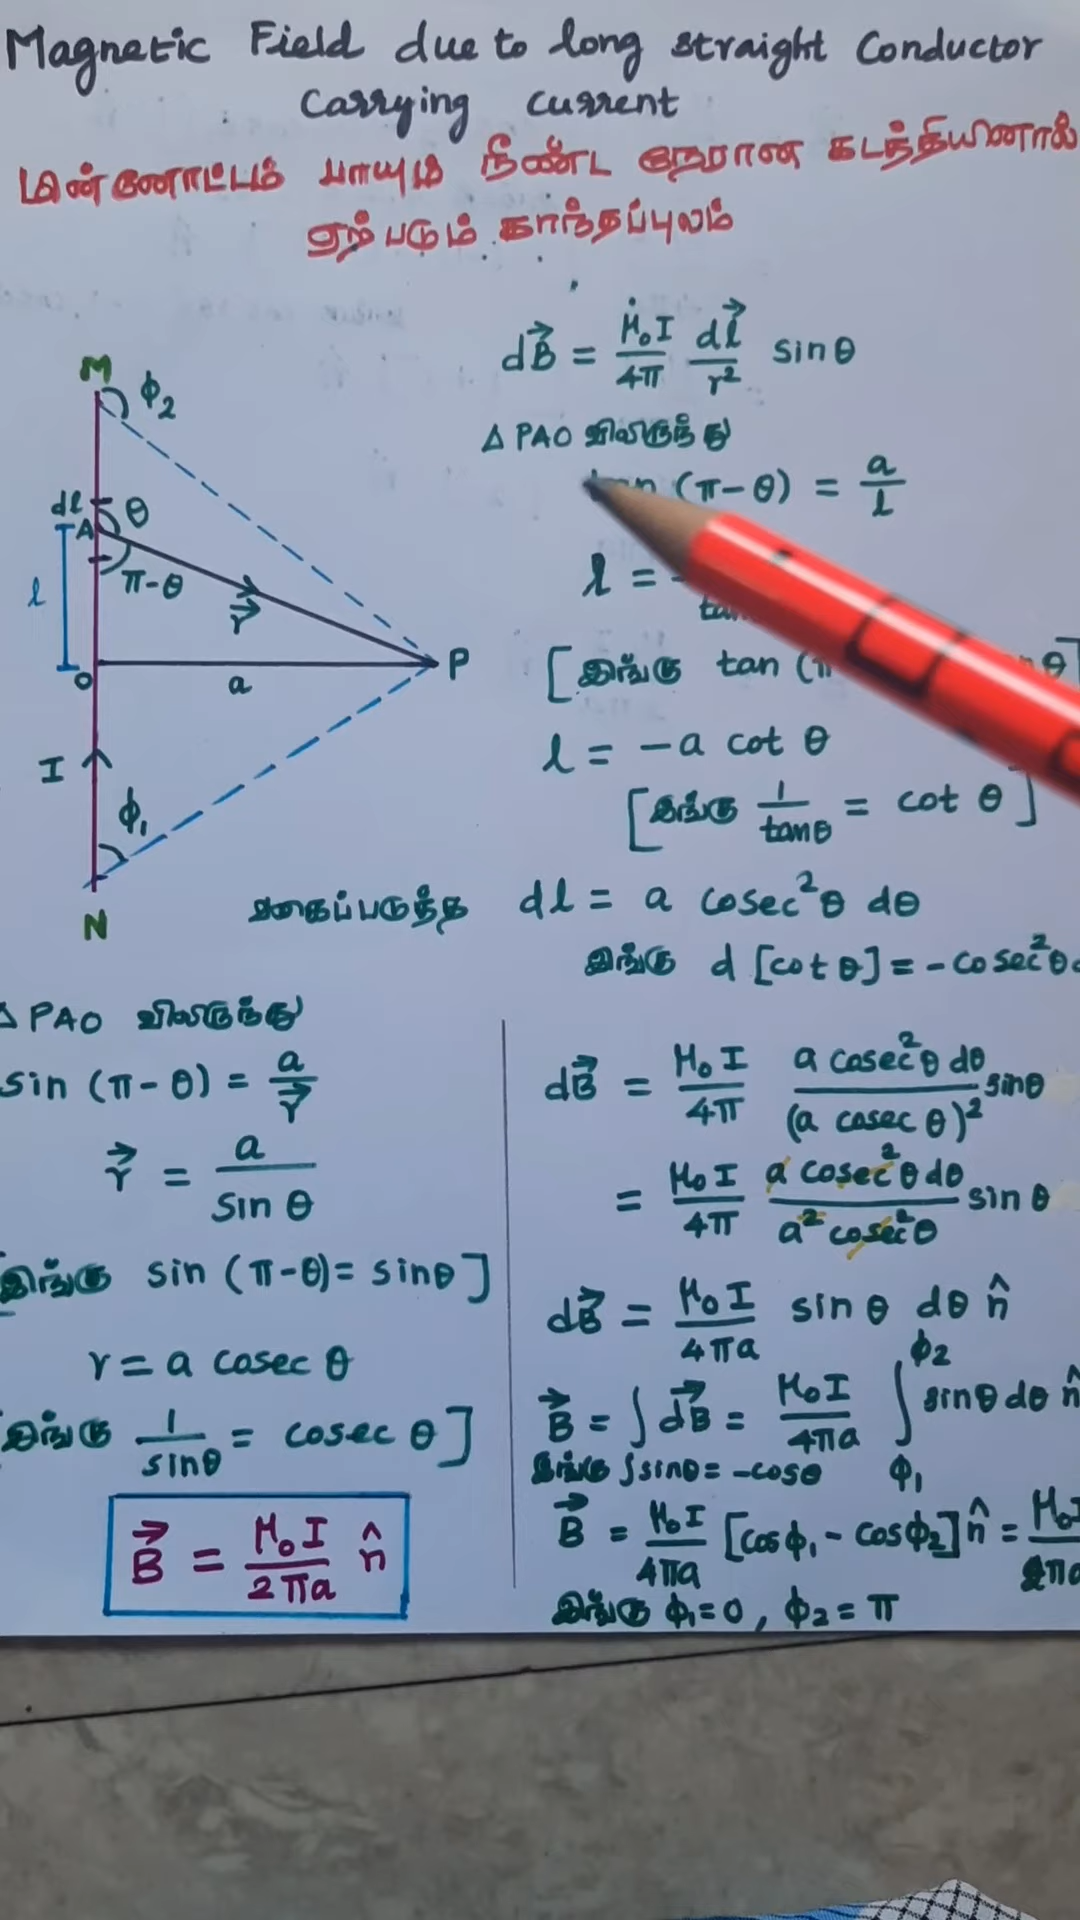 Magnetic Field due to long straight Conductor
carrying current
மின்னோட்டம் பாயும் நீண்ட நேரான கடத்தியினால்
ஏற்படும் காந்தப்புலம்
M
ϕ₂
dl
A
θ
π-θ
l
r⃗
O
a
P
I
ϕ₁
N
dB⃗ = μ₀I/4π dl⃗/r² sinθ
Δ PAO விலிருந்து
(π-θ) = a/l
l =
[இங்கு tan (π
l = -a cot θ
[இங்கு 1/tanθ = cot θ]
வகைப்படுத்த dl = a cosec²θ dθ
இங்கு d [cot θ] = -cosec²θ
Δ PAO விலிருந்து
sin (π-θ) = a/r⃗
r⃗ = a/sin θ
[இங்கு sin (π-θ)= sinθ]
r = a cosec θ
[இங்கு 1/sinθ = cosec θ]
B⃗ = μ₀I/2πa n̂
dB⃗ = μ₀I/4π a cosec²θ dθ/(a cosec θ)² sinθ
= μ₀I/4π a cosec²θ dθ/a² cosec²θ sin θ
dB⃗ = μ₀I/4πa sin θ dθ n̂
B⃗ = ∫dB⃗ = μ₀I/4πa ∫ϕ₁^ϕ₂ sinθ dθ n̂
இங்கு ∫sinθ = -cosθ
B⃗ = μ₀I/4πa [cosϕ₁ - cosϕ₂] n̂ =
இங்கு ϕ₁=0, ϕ₂ = π